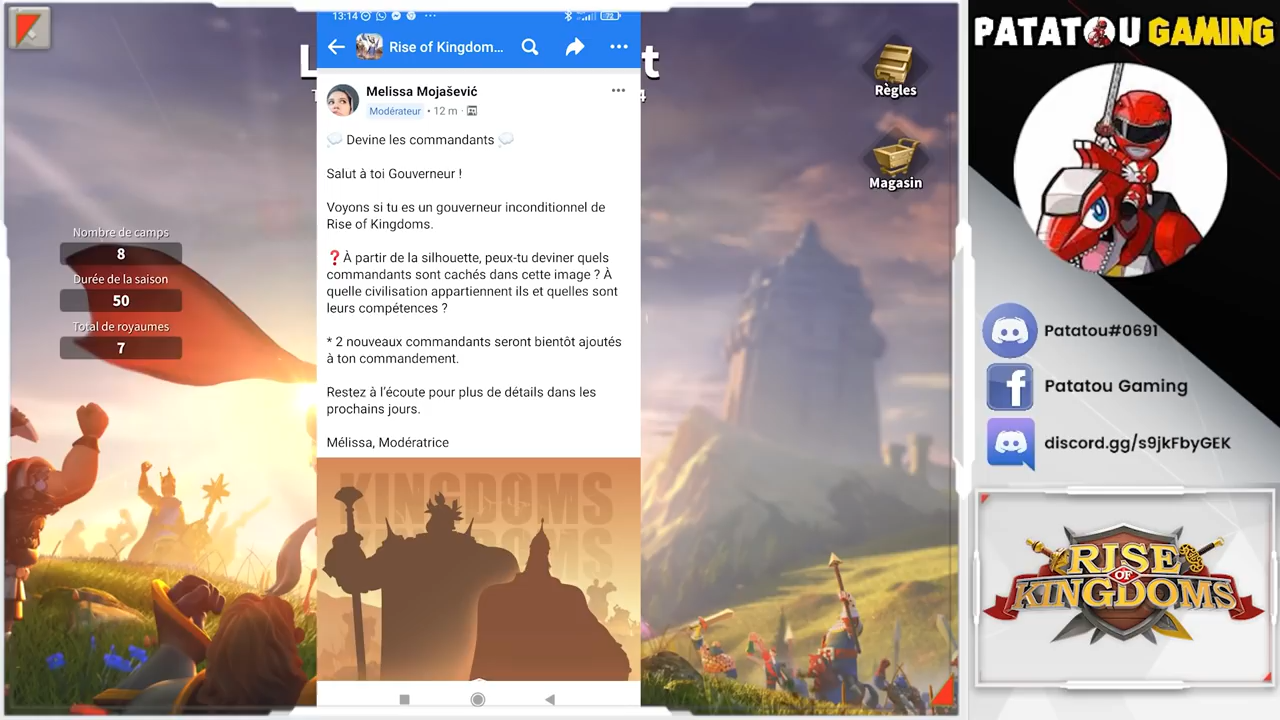 13:14
72
Rise of Kingdom...
L
t
T
4
Melissa Mojašević
Modérateur • 12 m ·
Devine les commandants
Salut à toi Gouverneur !
Voyons si tu es un gouverneur inconditionnel de
Rise of Kingdoms.
❓À partir de la silhouette, peux-tu deviner quels
commandants sont cachés dans cette image ? À
quelle civilisation appartiennent ils et quelles sont
leurs compétences ?
* 2 nouveaux commandants seront bientôt ajoutés
à ton commandement.
Restez à l'écoute pour plus de détails dans les
prochains jours.
Mélissa, Modératrice
KINGDOMS
KINGDOMS
Nombre de camps
8
Durée de la saison
50
Total de royaumes
7
Règles
Magasin
PATATOU GAMING
Patatou#0691
Patatou Gaming
discord.gg/s9jkFbyGEK
RISE
OF
KINGDOMS